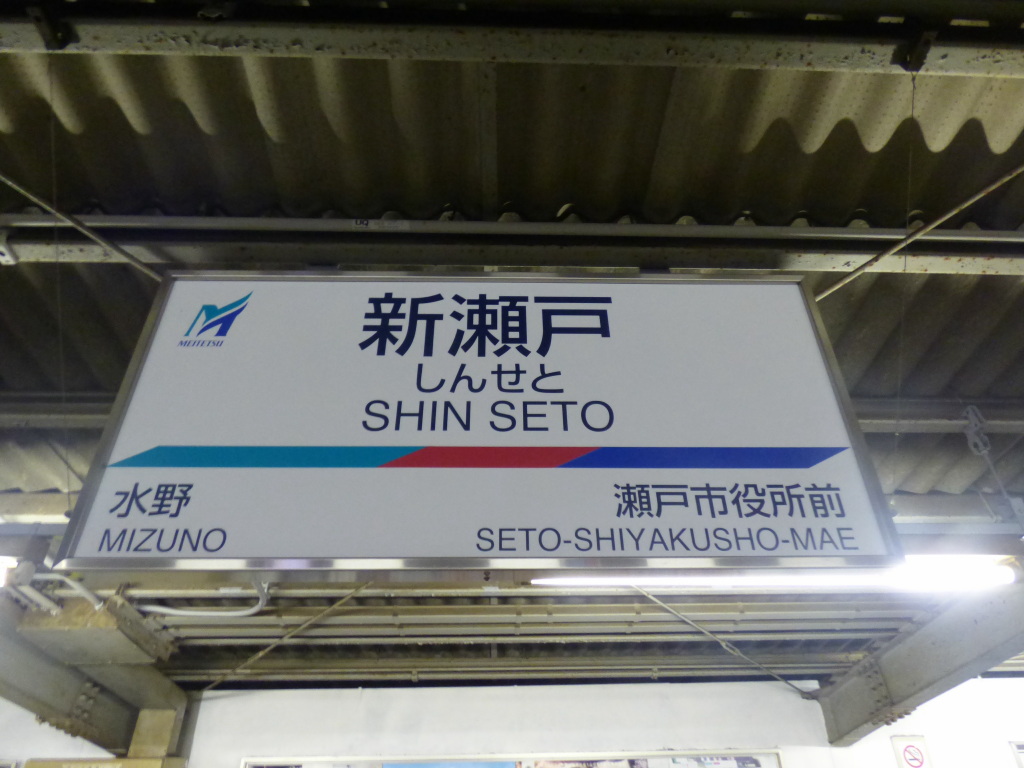 MEITETSU
新瀬戸
しんせと
SHIN SETO
水野
MIZUNO
瀬戸市役所前
SETO-SHIYAKUSHO-MAE